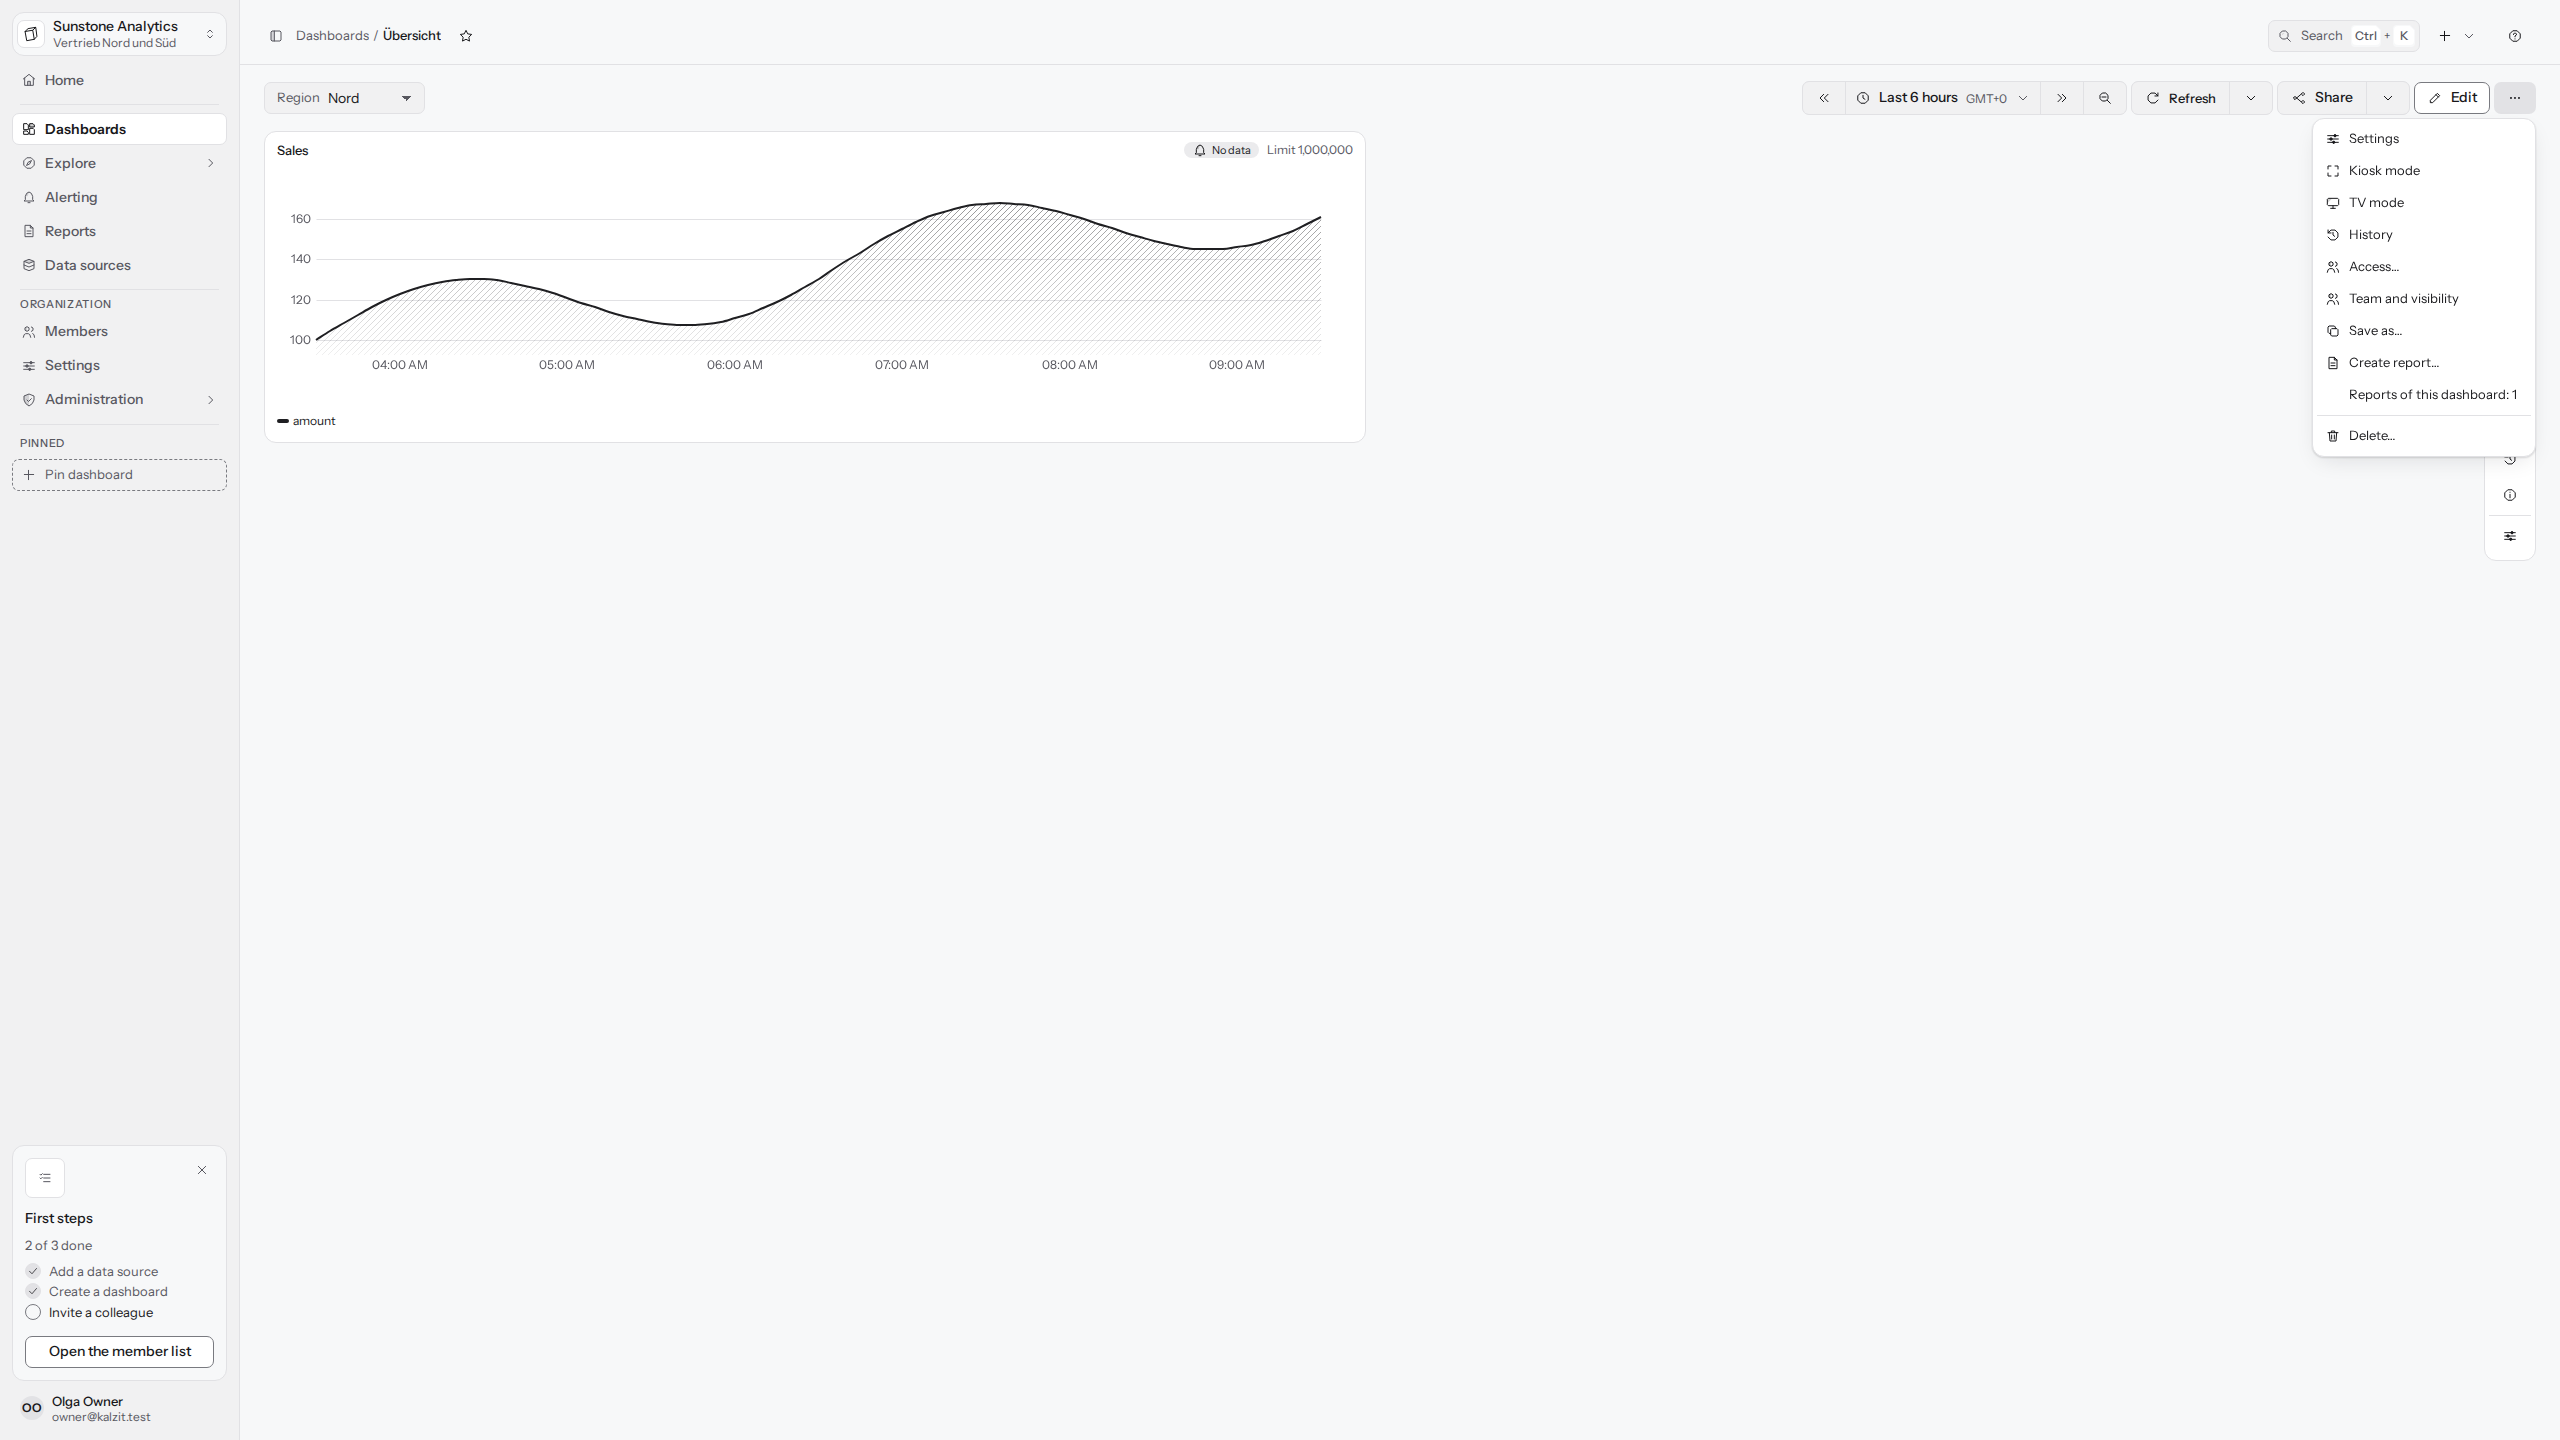 Sunstone Analytics
Vertrieb Nord und Süd
Home
Dashboards
Explore
Alerting
Reports
Data sources
ORGANIZATION
Members
Settings
Administration
PINNED
Pin dashboard
First steps
2 of 3 done
Add a data source
Create a dashboard
Invite a colleague
Open the member list
OO
Olga Owner
owner@kalzit.test
Dashboards / Übersicht
Search Ctrl + K
Region Nord
Last 6 hours GMT+0
Refresh
Share
Edit
Sales
No data
Limit 1,000,000
160
140
120
100
04:00 AM 05:00 AM 06:00 AM 07:00 AM 08:00 AM 09:00 AM
amount
Settings
Kiosk mode
TV mode
History
Access...
Team and visibility
Save as...
Create report...
Reports of this dashboard: 1
Delete...